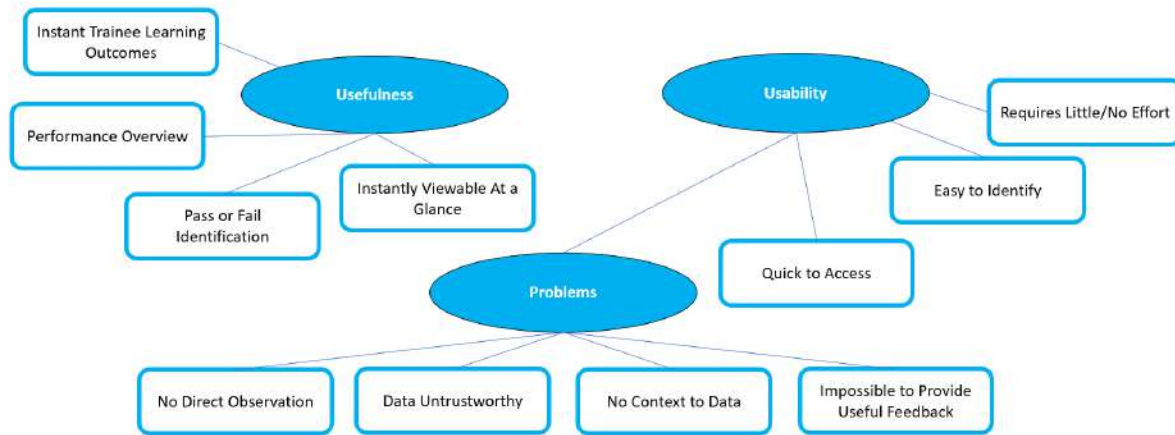 Instant Trainee Learning
Outcomes
Usefulness
Usability
Requires Little/No Effort
Performance Overview
Easy to Identify
Instantly Viewable At a
Glance
Pass or Fail
Identification
Quick to Access
Problems
No Direct Observation
Data Untrustworthy
No Context to Data
Impossible to Provide
Useful Feedback